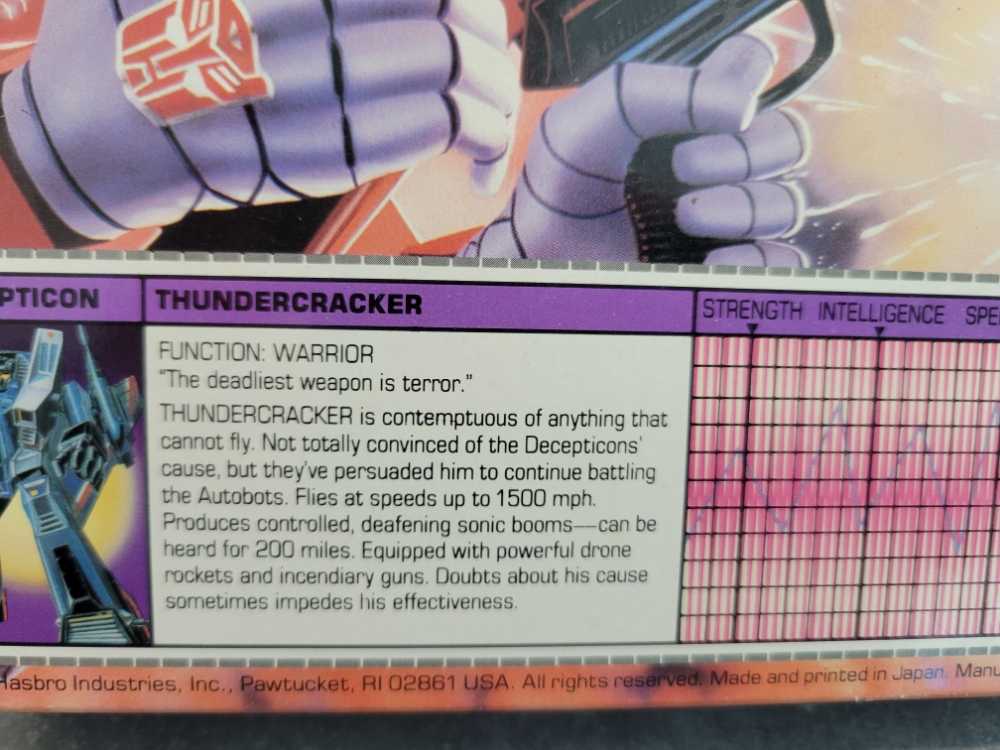 PTICON
THUNDERCRACKER
STRENGTH INTELLIGENCE SPE
FUNCTION: WARRIOR
"The deadliest weapon is terror."
THUNDERCRACKER is contemptuous of anything that
cannot fly. Not totally convinced of the Decepticons'
cause, but they've persuaded him to continue battling
the Autobots. Flies at speeds up to 1500 mph.
Produces controlled, deafening sonic booms—can be
heard for 200 miles. Equipped with powerful drone
rockets and incendiary guns. Doubts about his cause
sometimes impedes his effectiveness.
Hasbro Industries, Inc., Pawtucket, RI 02861 USA. All rights reserved. Made and printed in Japan. Manu